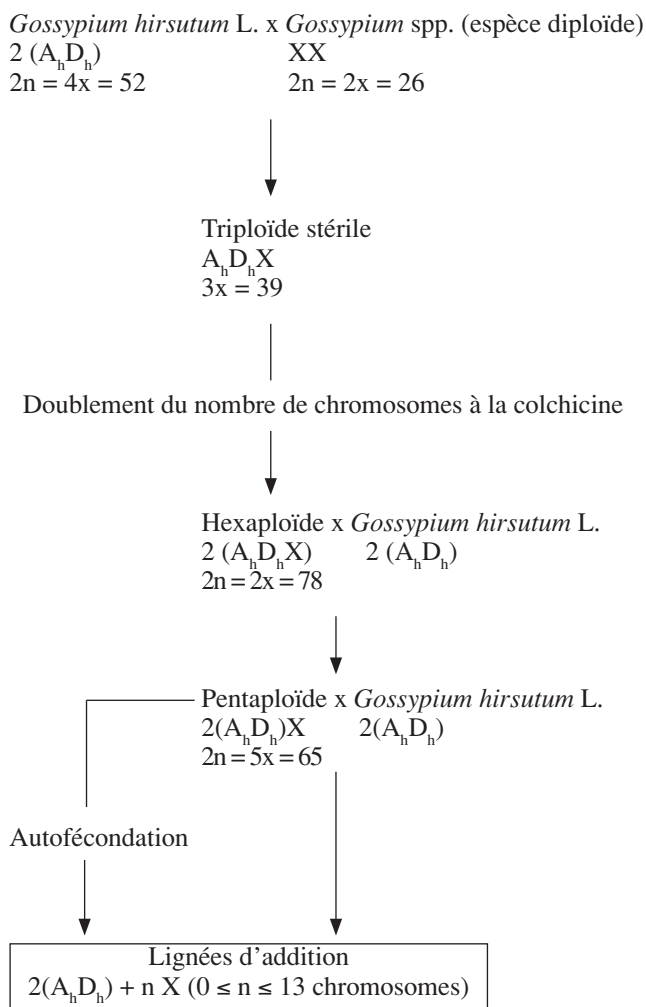 Gossypium hirsutum L. x Gossypium spp. (espèce diploïde)
2 (AₕDₕ) XX
2n = 4x = 52 2n = 2x = 26
Triploïde stérile
AₕDₕX
3x = 39
Doublement du nombre de chromosomes à la colchicine
Hexaploïde x Gossypium hirsutum L.
2 (AₕDₕX) 2 (AₕDₕ)
2n = 2x = 78
Pentaploïde x Gossypium hirsutum L.
2(AₕDₕ)X 2(AₕDₕ)
2n = 5x = 65
Autofécondation
Lignées d’addition
2(AₕDₕ) + n X (0 ≤ n ≤ 13 chromosomes)